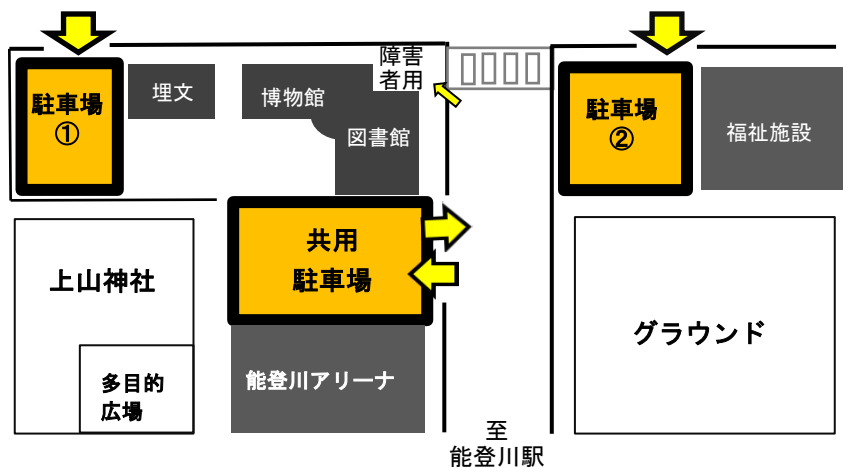 障害
者用
駐車場
①
埋文
博物館
図書館
駐車場
②
福祉施設
共用
駐車場
上山神社
多目的
広場
能登川アリーナ
グラウンド
至
能登川駅